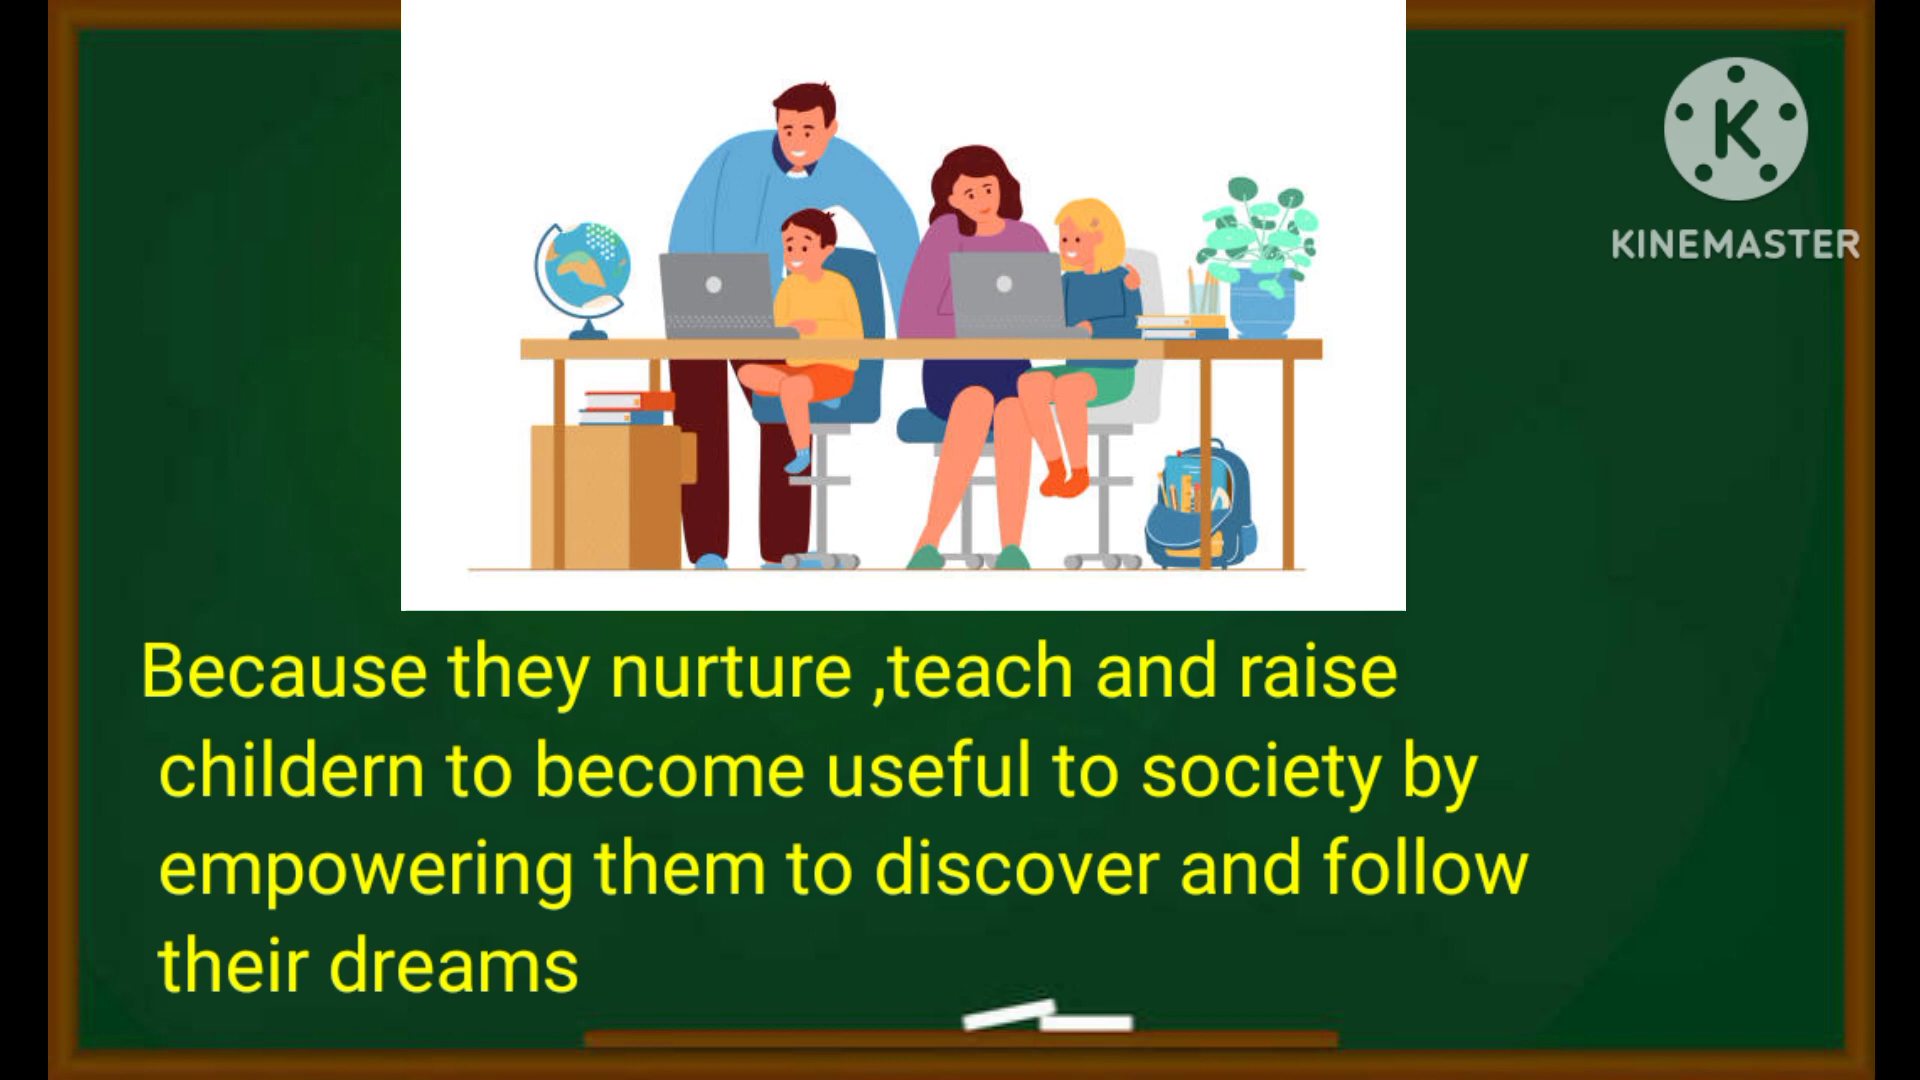 K
KINEMASTER
Because they nurture ,teach and raise
childern to become useful to society by
empowering them to discover and follow
their dreams